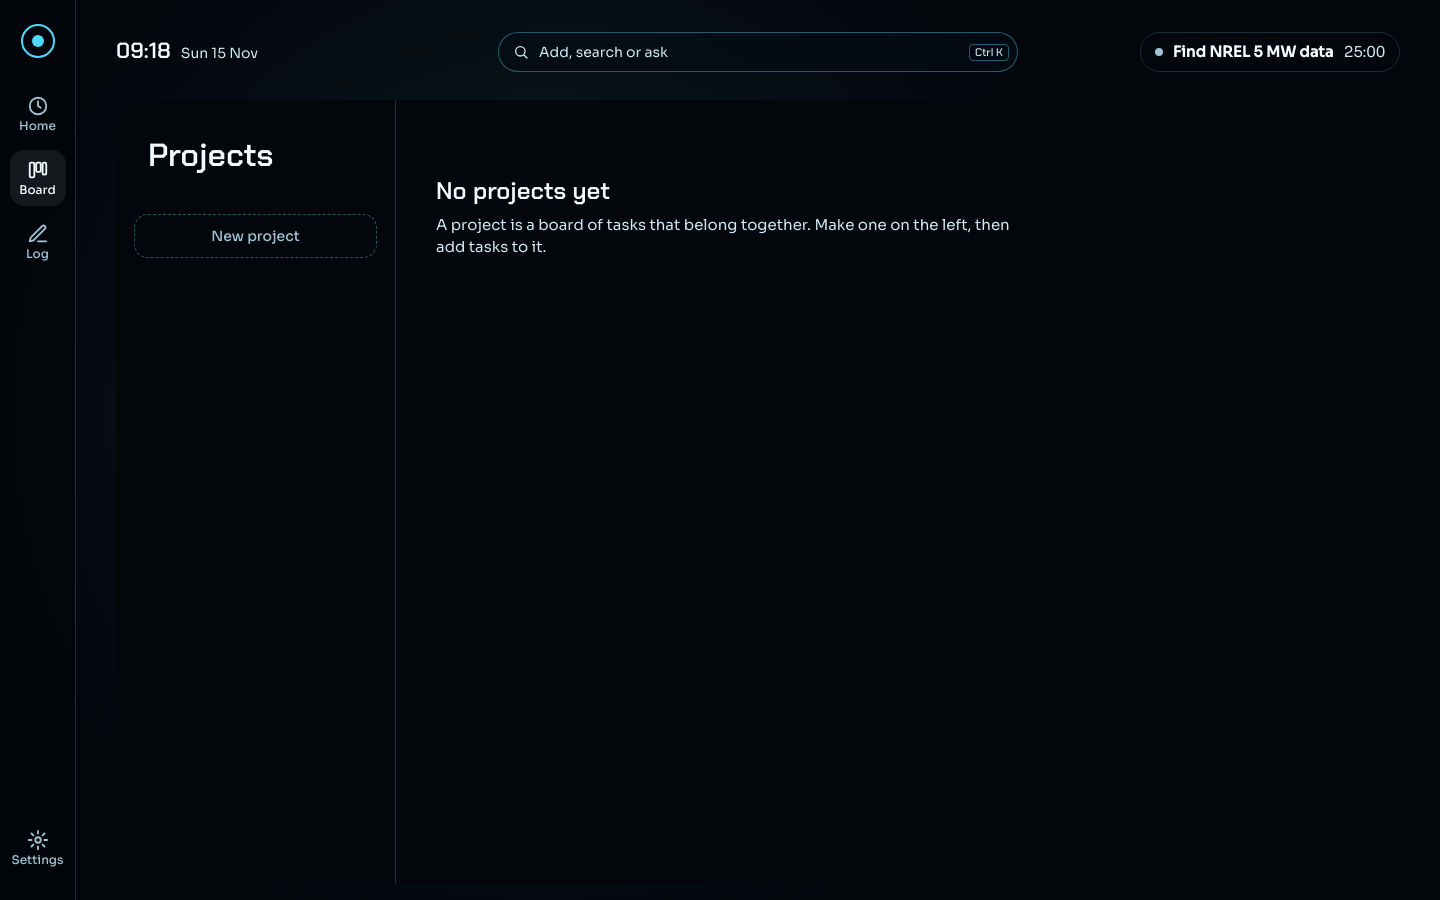 09:18 Sun 15 Nov
Add, search or ask
Ctrl K
Find NREL 5 MW data 25:00
Home
Board
Log
Settings
Projects
New project
No projects yet
A project is a board of tasks that belong together. Make one on the left, then
add tasks to it.